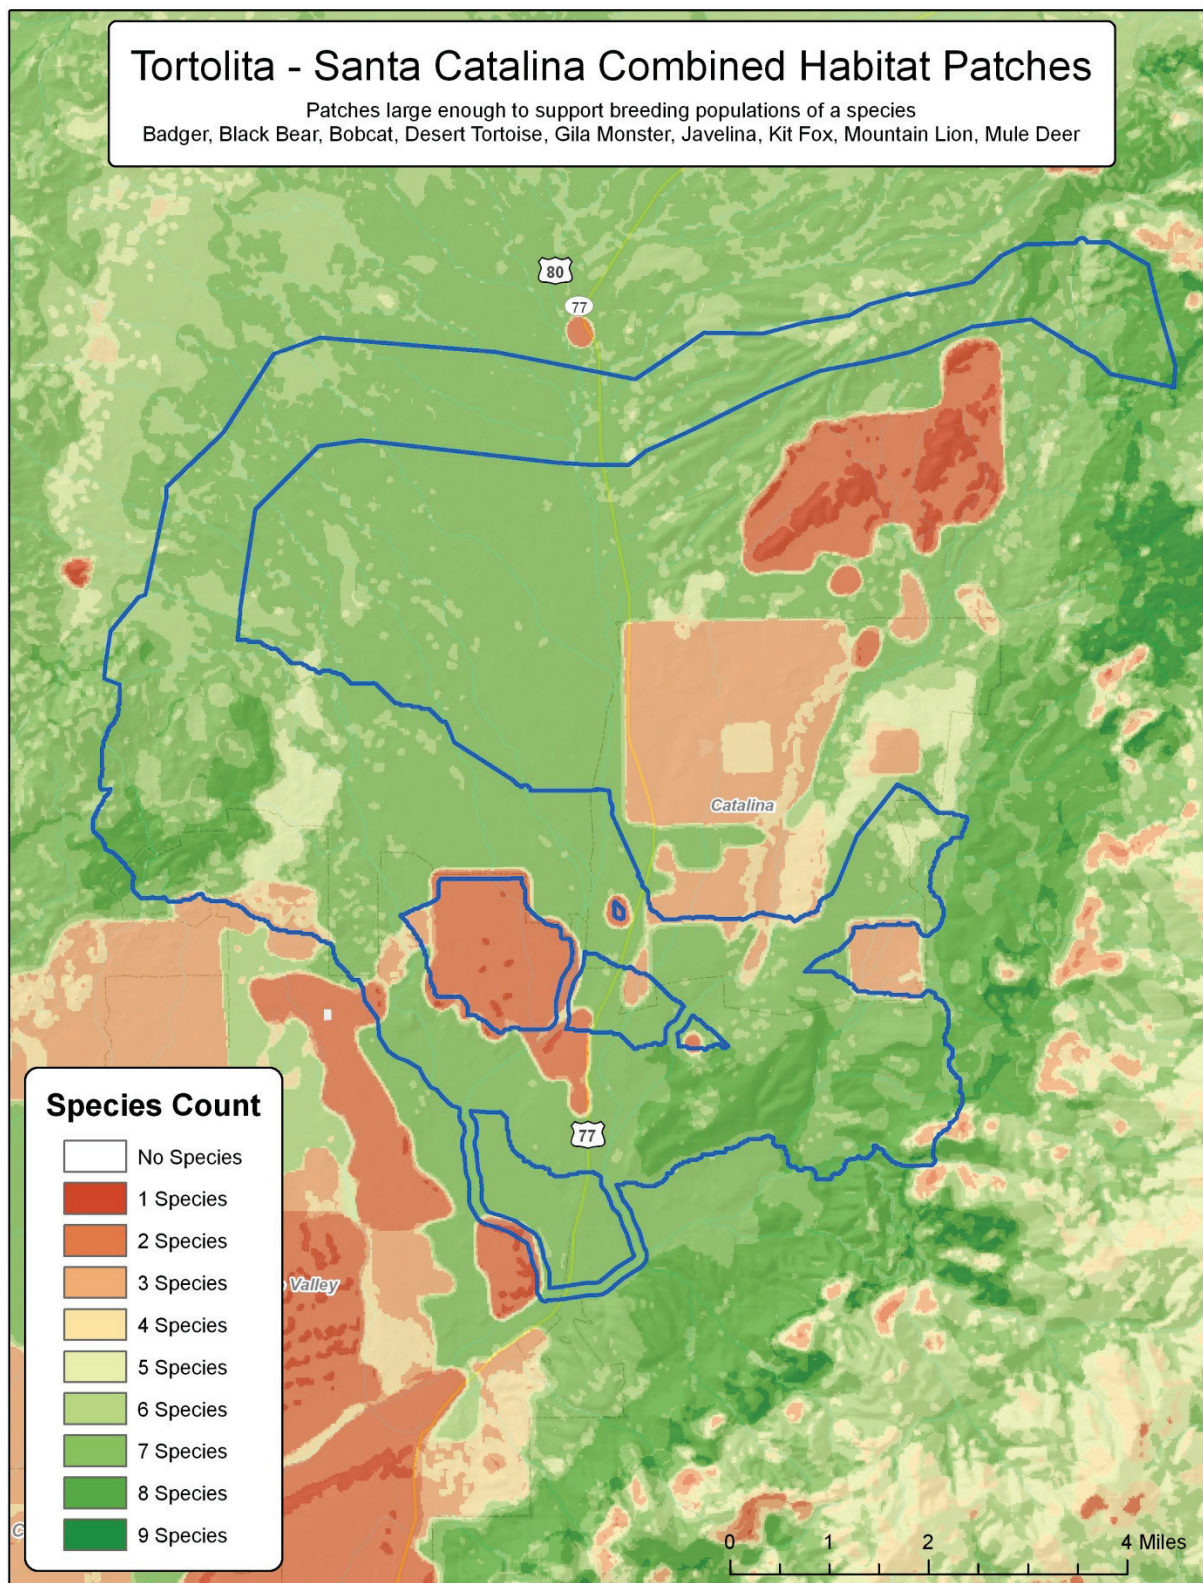 Tortolita - Santa Catalina Combined Habitat Patches
Patches large enough to support breeding populations of a species
Badger, Black Bear, Bobcat, Desert Tortoise, Gila Monster, Javelina, Kit Fox, Mountain Lion, Mule Deer
80
77
Catalina
77
Valley
Species Count
No Species
1 Species
2 Species
3 Species
4 Species
5 Species
6 Species
7 Species
8 Species
9 Species
C
0 1 2 4 Miles